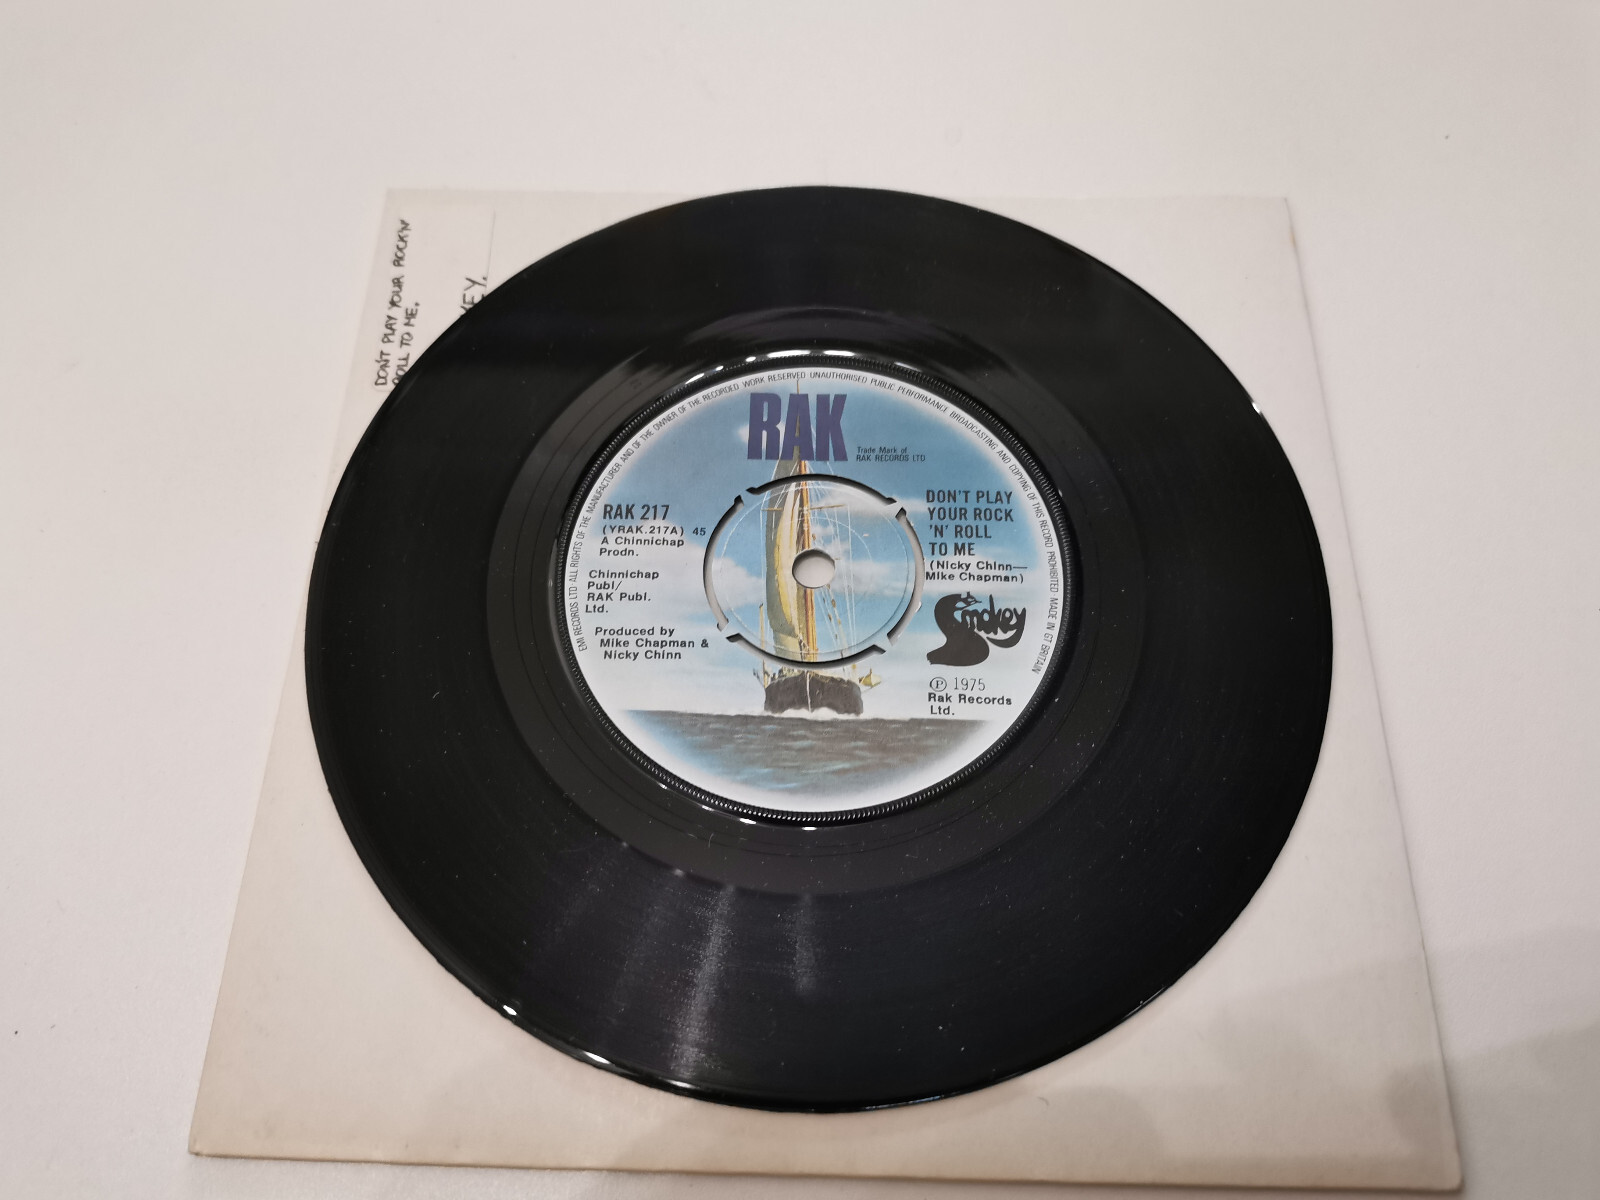 DON'T PLAY YOUR ROCK'N'
ROLL TO ME.
EMI RECORDS LTD ALL RIGHTS OF THE MANUFACTURER AND OF THE OWNER OF THE RECORDED WORK RESERVED UNAUTHORISED PUBLIC PERFORMANCE BROADCASTING AND COPYING OF THIS RECORD PROHIBITED MADE IN GT BRITAIN
RAK
Trade Mark of
RAK RECORDS LTD
RAK 217
(YRAK.217A) 45
A Chinnichap
Prodn.
Chinnichap
Publ/
RAK Publ.
Ltd.
Produced by
Mike Chapman &
Nicky Chinn
DON'T PLAY
YOUR ROCK
'N' ROLL
TO ME
(Nicky Chinn—
Mike Chapman)
Smokey
Ⓟ 1975
Rak Records
Ltd.